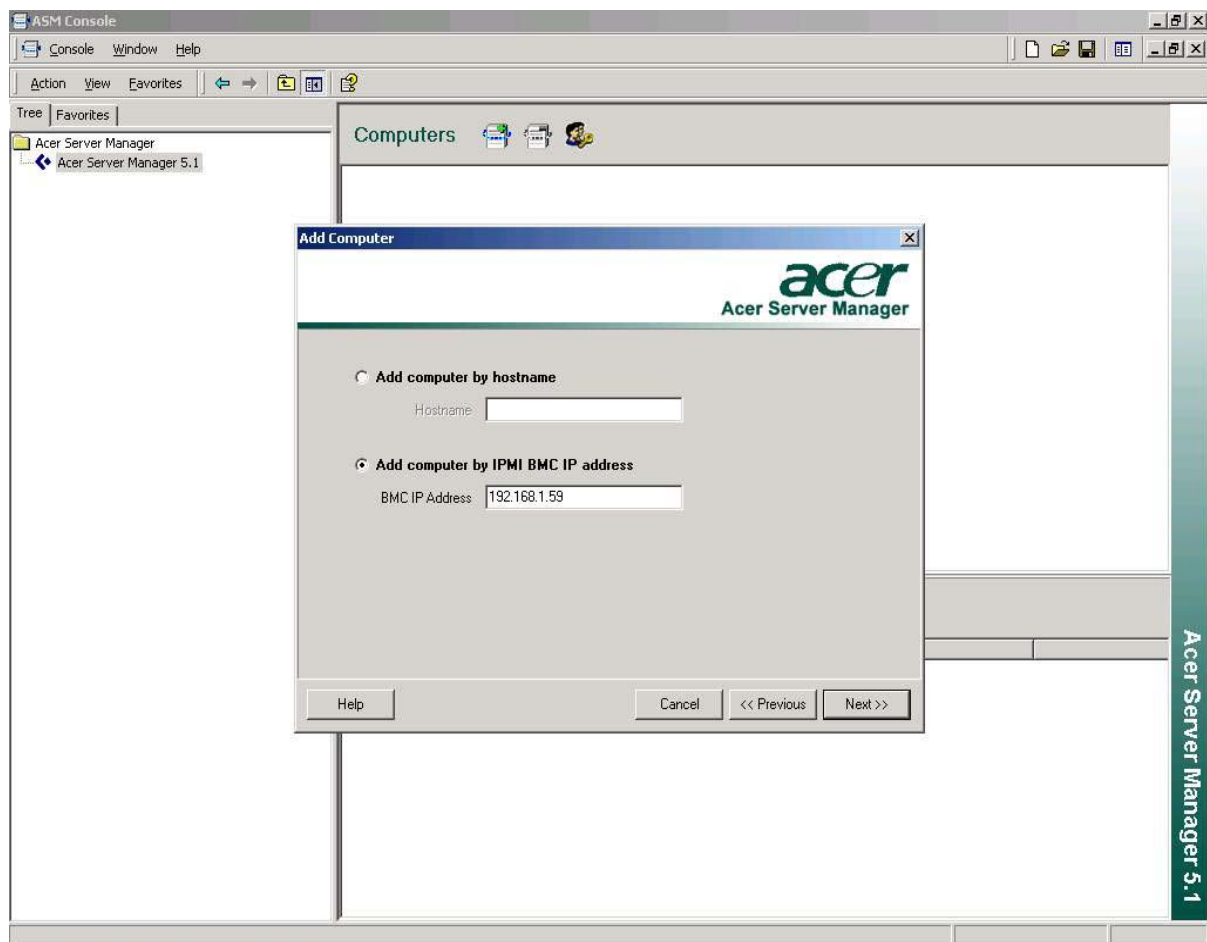 ASM Console
Console Window Help
Action View Favorites
Tree Favorites
Acer Server Manager
Acer Server Manager 5.1
Computers
Add Computer
acer
Acer Server Manager
Add computer by hostname
Hostname
Add computer by IPMI BMC IP address
BMC IP Address 192.168.1.59
Help Cancel << Previous Next >>
Acer Server Manager 5.1